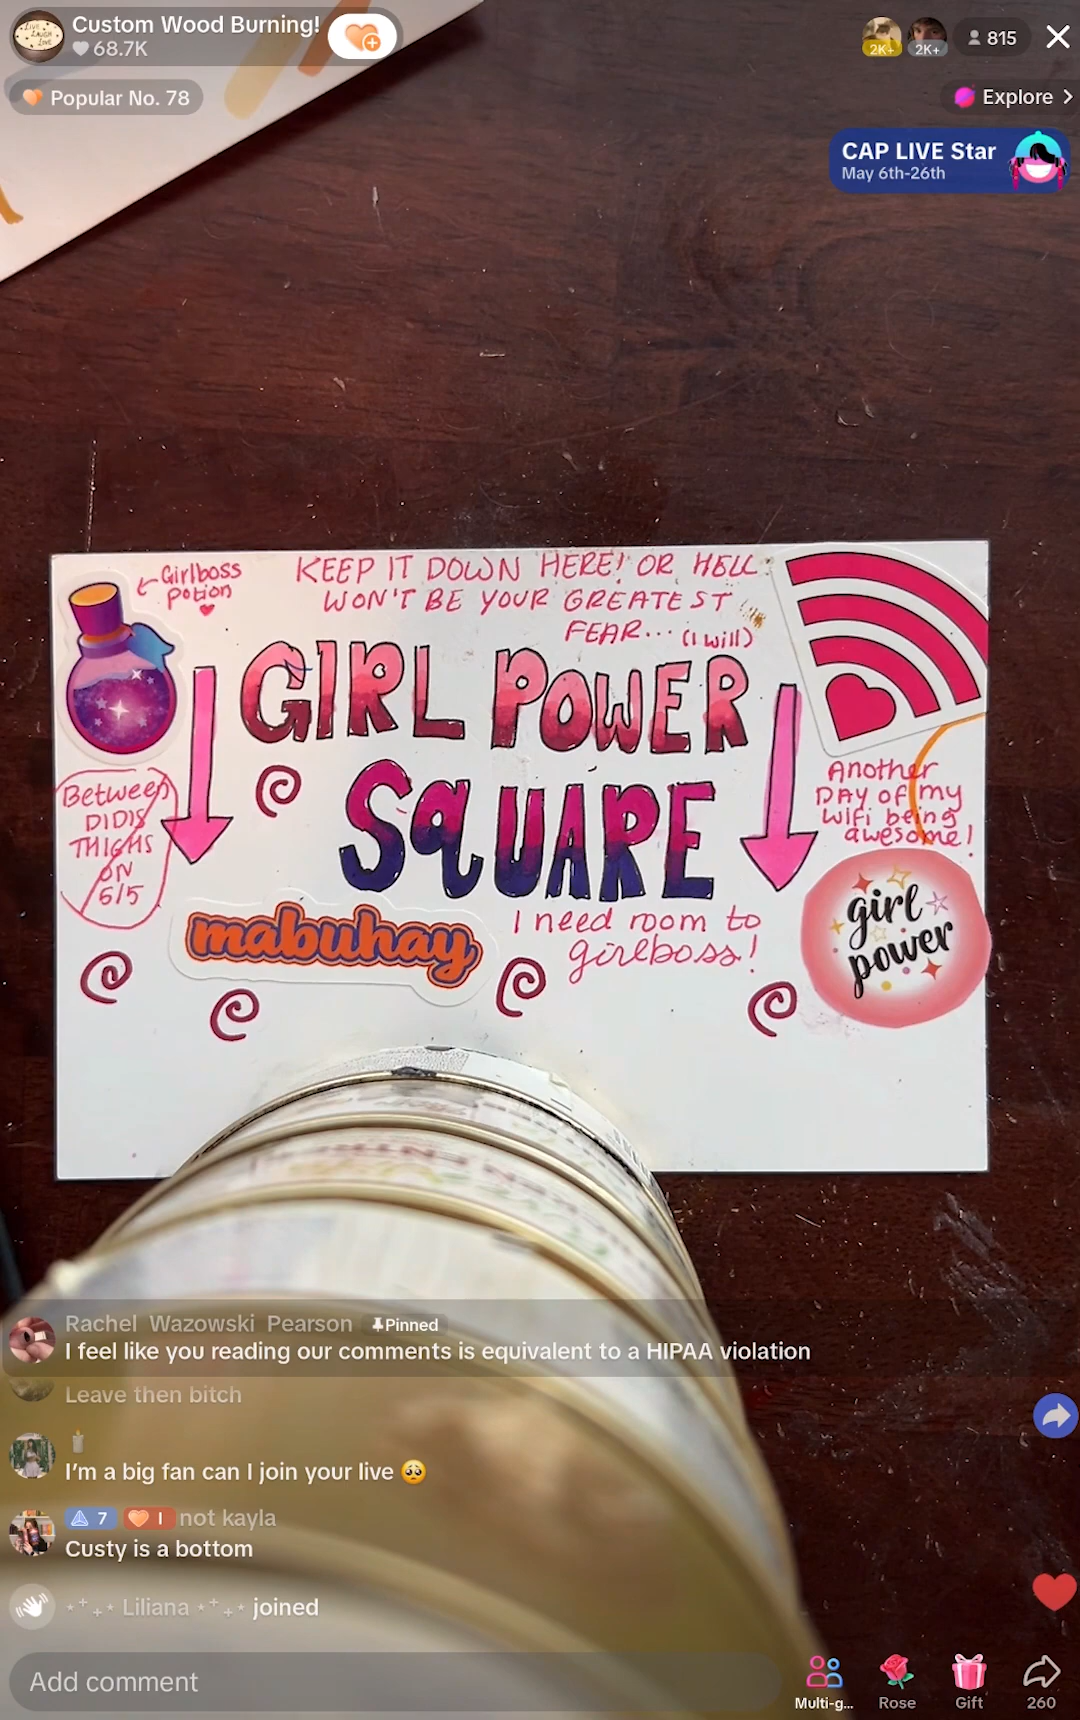 Custom Wood Burning!
68.7K
2K+
2K+
815
Popular No. 78
Explore
CAP LIVE Star
May 6th-26th
Live
Laugh
Love
KEEP IT DOWN HERE! OR HELL
WON'T BE YOUR GREATEST
FEAR... (I will)
Girlboss
potion
GIRL POWER
SQUARE
Between
DIDIS
THIGHS
ON
6/5
Another
DAY OF my
wifi being
awesome!
mabuhay
I need room to
girlboss!
girl
power
Rachel Wazowski Pearson Pinned
I feel like you reading our comments is equivalent to a HIPAA violation
Leave then bitch
I'm a big fan can I join your live 🥺
7 I not kayla
Custy is a bottom
Liliana joined
Add comment
Multi-g...
Rose
Gift
260